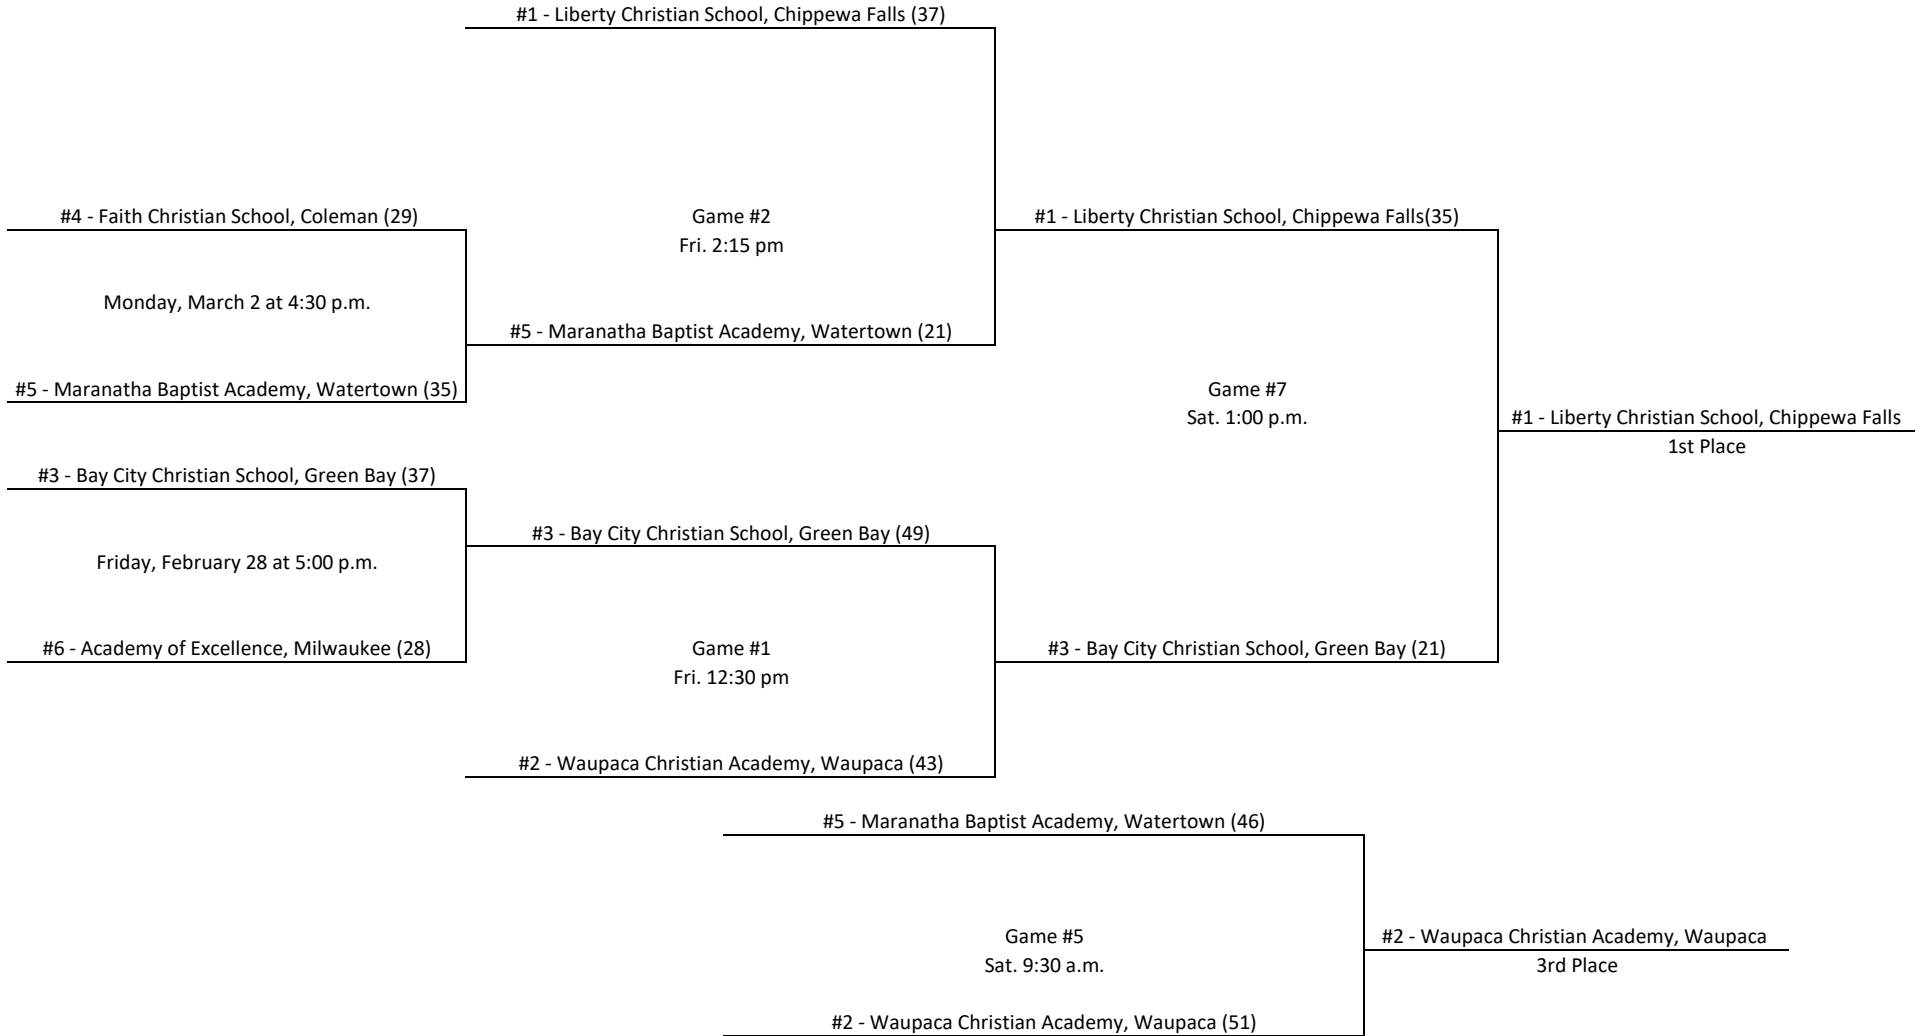 #1 - Liberty Christian School, Chippewa Falls (37)
#4 - Faith Christian School, Coleman (29)
Game #2
Fri. 2:15 pm
#1 - Liberty Christian School, Chippewa Falls(35)
Monday, March 2 at 4:30 p.m.
#5 - Maranatha Baptist Academy, Watertown (21)
#5 - Maranatha Baptist Academy, Watertown (35)
Game #7
Sat. 1:00 p.m.
#1 - Liberty Christian School, Chippewa Falls
1st Place
#3 - Bay City Christian School, Green Bay (37)
#3 - Bay City Christian School, Green Bay (49)
Friday, February 28 at 5:00 p.m.
#6 - Academy of Excellence, Milwaukee (28)
Game #1
Fri. 12:30 pm
#3 - Bay City Christian School, Green Bay (21)
#2 - Waupaca Christian Academy, Waupaca (43)
#5 - Maranatha Baptist Academy, Watertown (46)
Game #5
Sat. 9:30 a.m.
#2 - Waupaca Christian Academy, Waupaca
3rd Place
#2 - Waupaca Christian Academy, Waupaca (51)